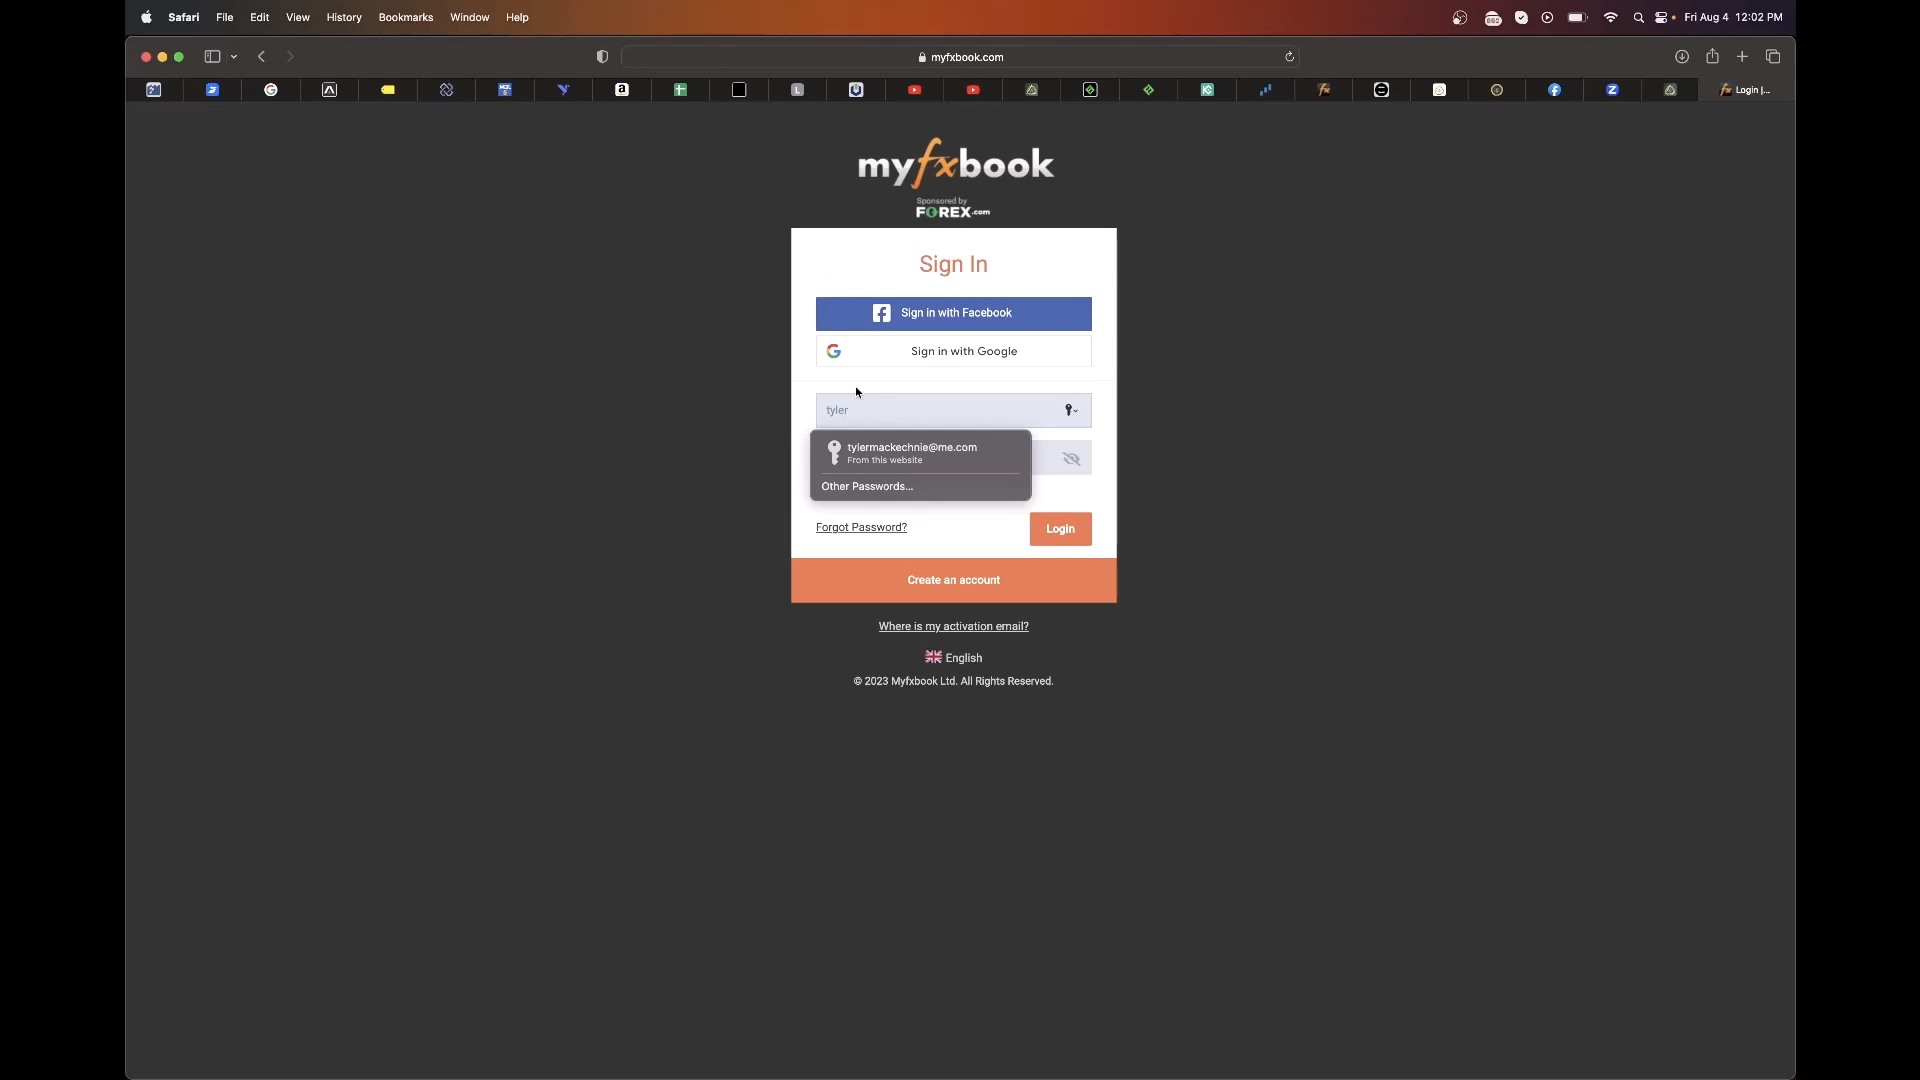 Safari File Edit View History Bookmarks Window Help Fri Aug 4 12:02 PM
myfxbook.com
Login |...
myfxbook
Sponsored by
FOREX.com
Sign In
Sign in with Facebook
Sign in with Google
tyler
tylermackechnie@me.com
From this website
Other Passwords...
Forgot Password?
Login
Create an account
Where is my activation email?
English
© 2023 Myfxbook Ltd. All Rights Reserved.